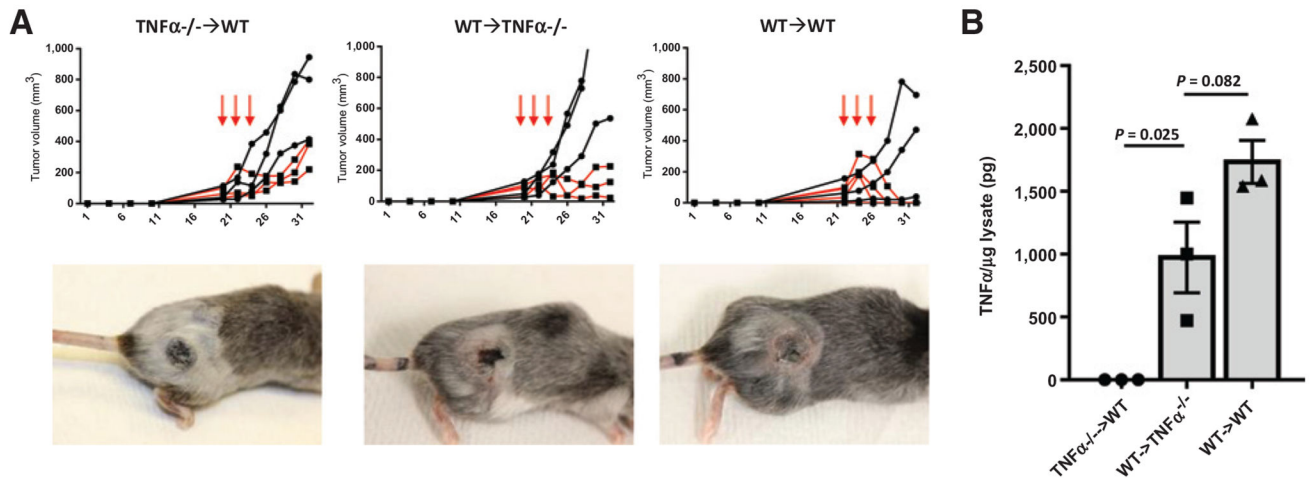 A
TNFα-/-→WT
WT→TNFα-/-
WT→WT
Tumor volume (mm³)
1,000
800
600
400
200
0
1 6 11 16 21 26 31
Tumor volume (mm³)
1,000
800
600
400
200
0
1 6 11 16 21 26 31
Tumor volume (mm³)
1,000
800
600
400
200
0
1 6 11 16 21 26 31
B
TNFα/μg lysate (pg)
2,500
2,000
1,500
1,000
500
0
P = 0.082
P = 0.025
TNFα-/-->WT
WT->TNFα-/-
WT->WT